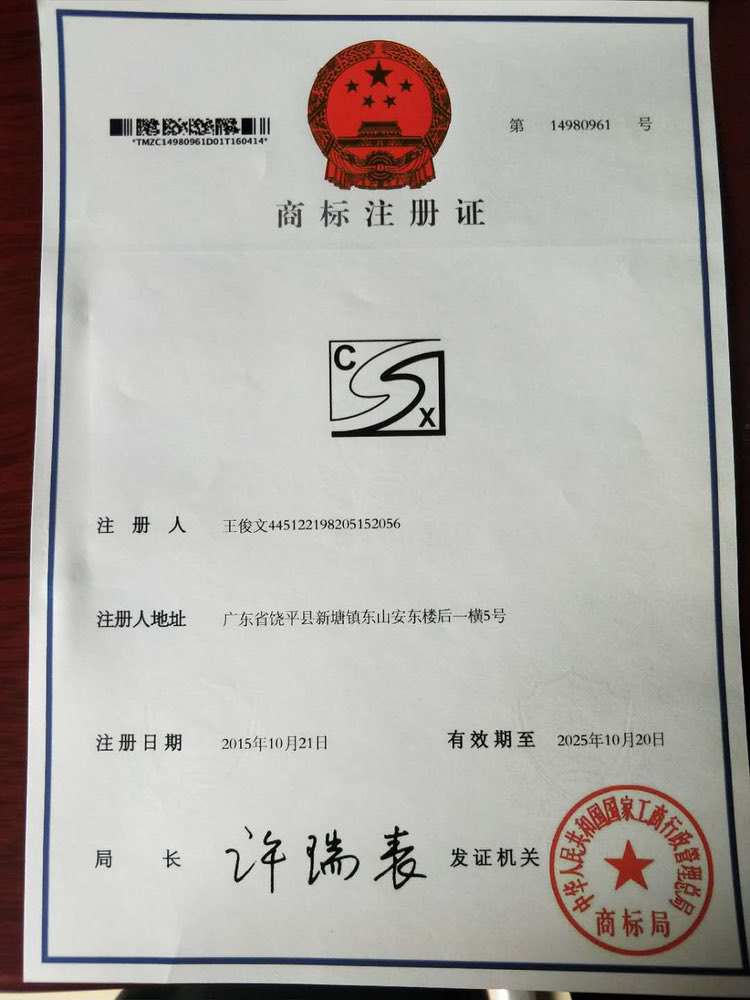 *TMZC14980961D01T160414*
第 14980961 号
商标注册证
C
X
注册人 王俊文445122198205152056
注册人地址 广东省饶平县新塘镇东山安东楼后一横5号
注册日期 2015年10月21日 有效期至 2025年10月20日
局长 许瑞表 发证机关
中华人民共和国国家工商行政管理总局
商标局